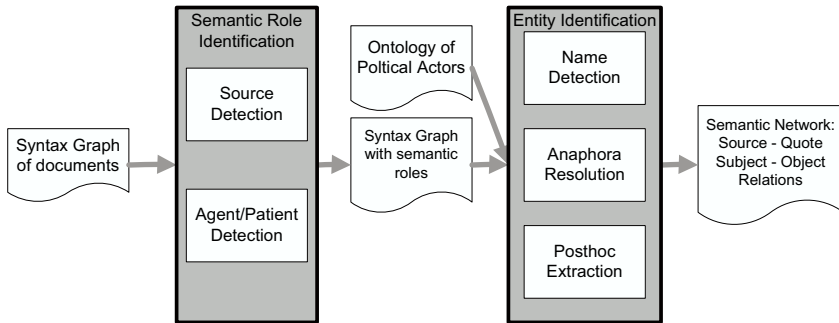 Syntax Graph
of documents
Semantic Role
Identification
Source
Detection
Agent/Patient
Detection
Ontology of
Poltical Actors
Syntax Graph
with semantic
roles
Entity Identification
Name
Detection
Anaphora
Resolution
Posthoc
Extraction
Semantic Network:
Source - Quote
Subject - Object
Relations